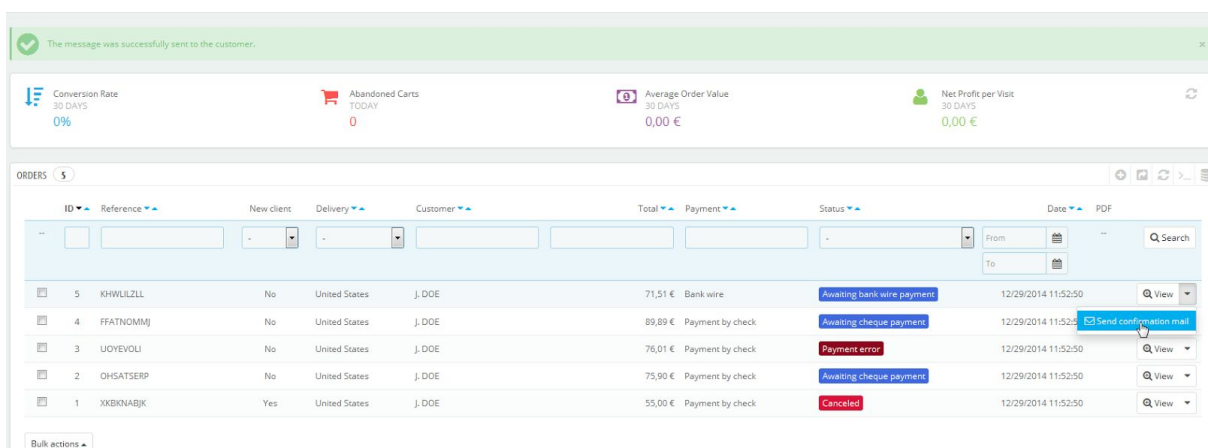 The message was successfully sent to the customer.
×
Conversion Rate
30 DAYS
0%
Abandoned Carts
TODAY
0
Average Order Value
30 DAYS
0,00 €
Net Profit per Visit
30 DAYS
0,00 €
ORDERS 5
ID Reference New client Delivery Customer Total Payment Status Date PDF
-- - - - From -- Search
To
5 KHWLILZLL No United States J. DOE 71,51 € Bank wire Awaiting bank wire payment 12/29/2014 11:52:50 View
4 FFATNOMMJ No United States J. DOE 89,89 € Payment by check Awaiting cheque payment 12/29/2014 11:52:5 Send confirmation mail
3 UOYEVOLI No United States J. DOE 76,01 € Payment by check Payment error 12/29/2014 11:52:50 View
2 OHSATSERP No United States J. DOE 75,90 € Payment by check Awaiting cheque payment 12/29/2014 11:52:50 View
1 XKBKNABJK Yes United States J. DOE 55,00 € Payment by check Canceled 12/29/2014 11:52:50 View
Bulk actions